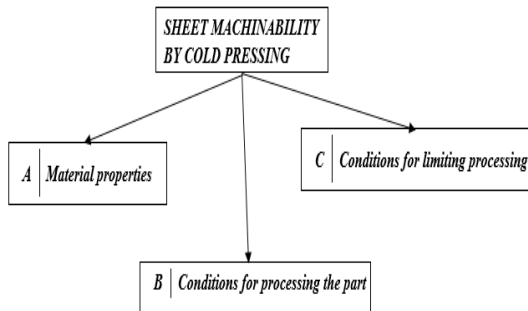 SHEET MACHINABILITY
BY COLD PRESSING
A Material properties
C Conditions for limiting processing
B Conditions for processing the part